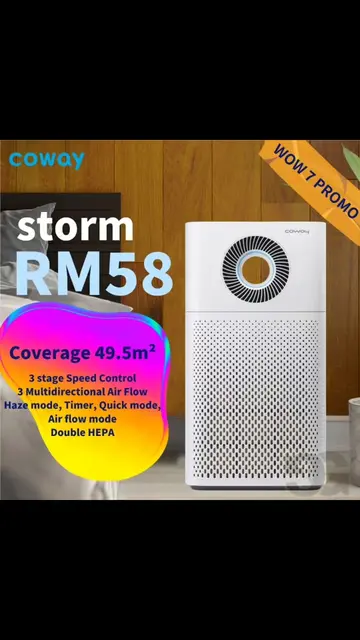 coway
WOW 7 PROMO
storm
RM58
coway
Coverage 49.5m²
3 stage Speed Control
3 Multidirectional Air Flow
Haze mode, Timer, Quick mode,
Air flow mode
Double HEPA